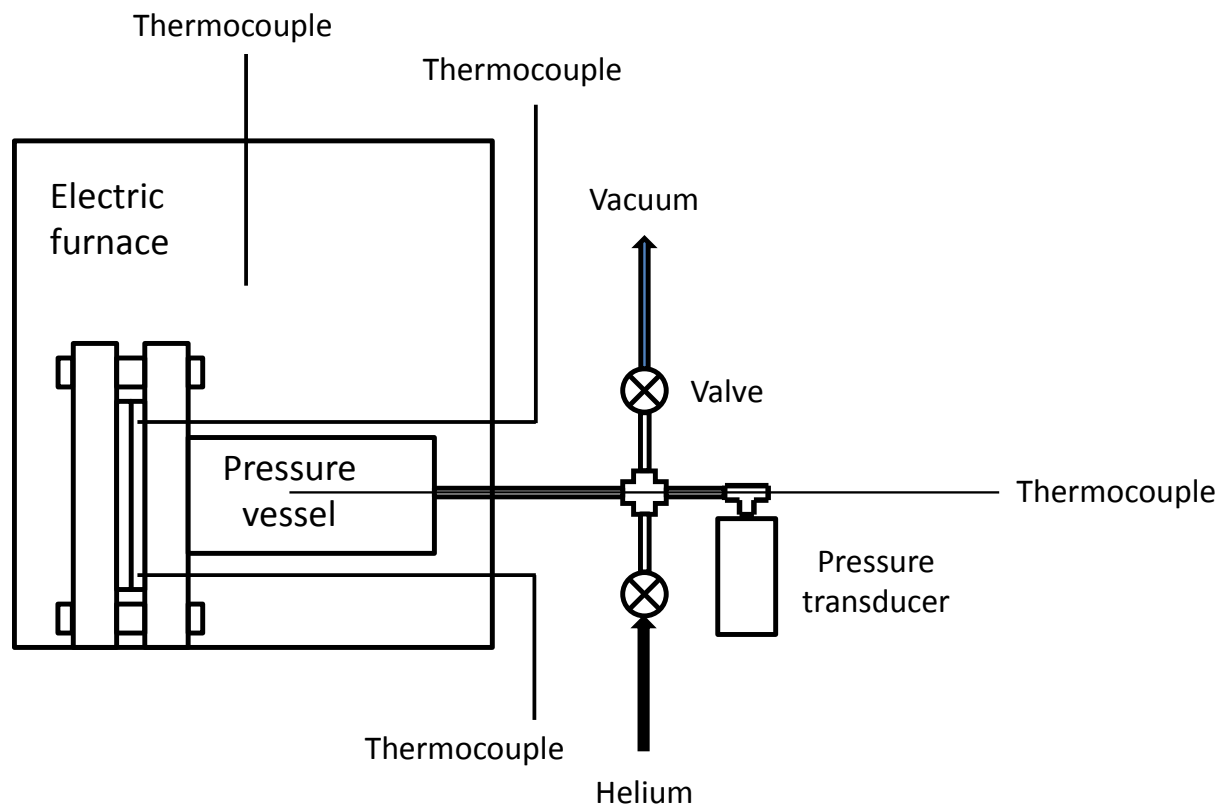 Thermocouple
Thermocouple
Electric
furnace
Vacuum
Valve
Pressure
vessel
Thermocouple
Pressure
transducer
Thermocouple
Helium